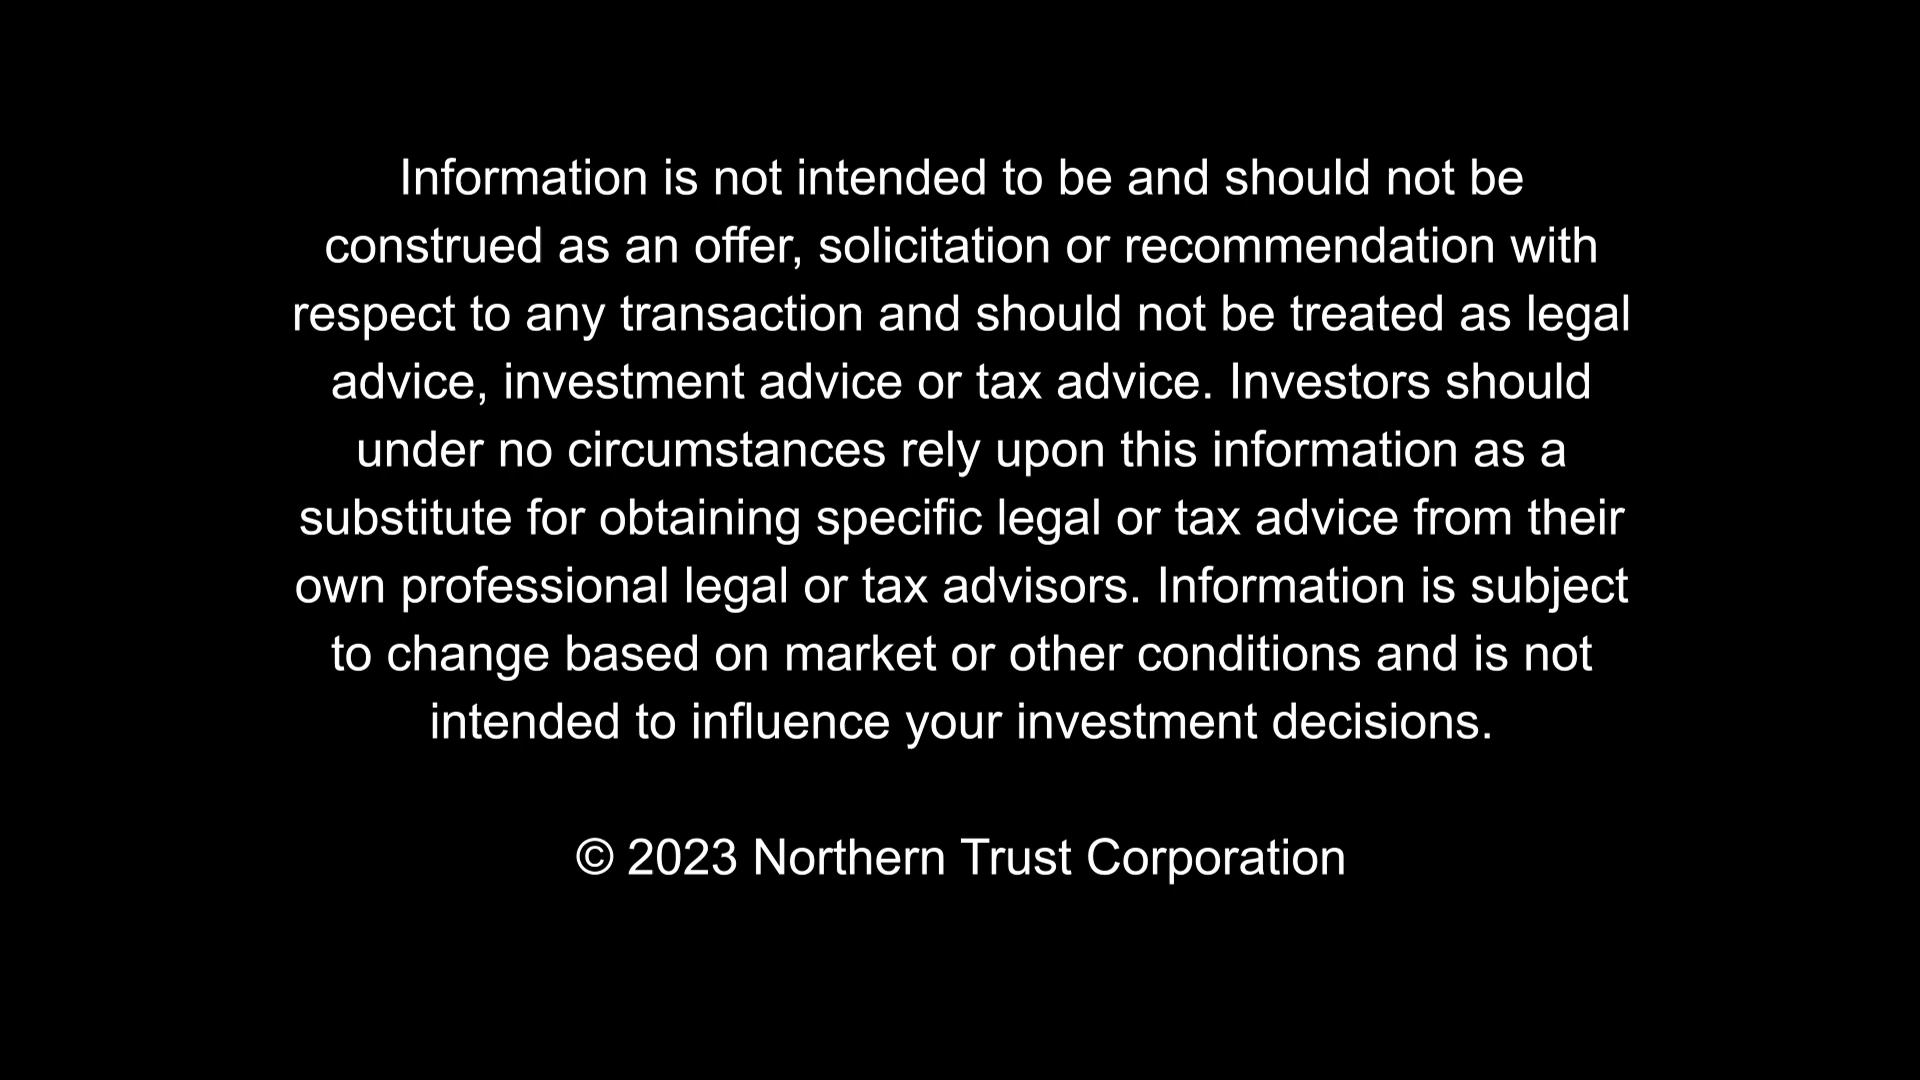 Information is not intended to be and should not be
construed as an offer, solicitation or recommendation with
respect to any transaction and should not be treated as legal
advice, investment advice or tax advice. Investors should
under no circumstances rely upon this information as a
substitute for obtaining specific legal or tax advice from their
own professional legal or tax advisors. Information is subject
to change based on market or other conditions and is not
intended to influence your investment decisions.
© 2023 Northern Trust Corporation